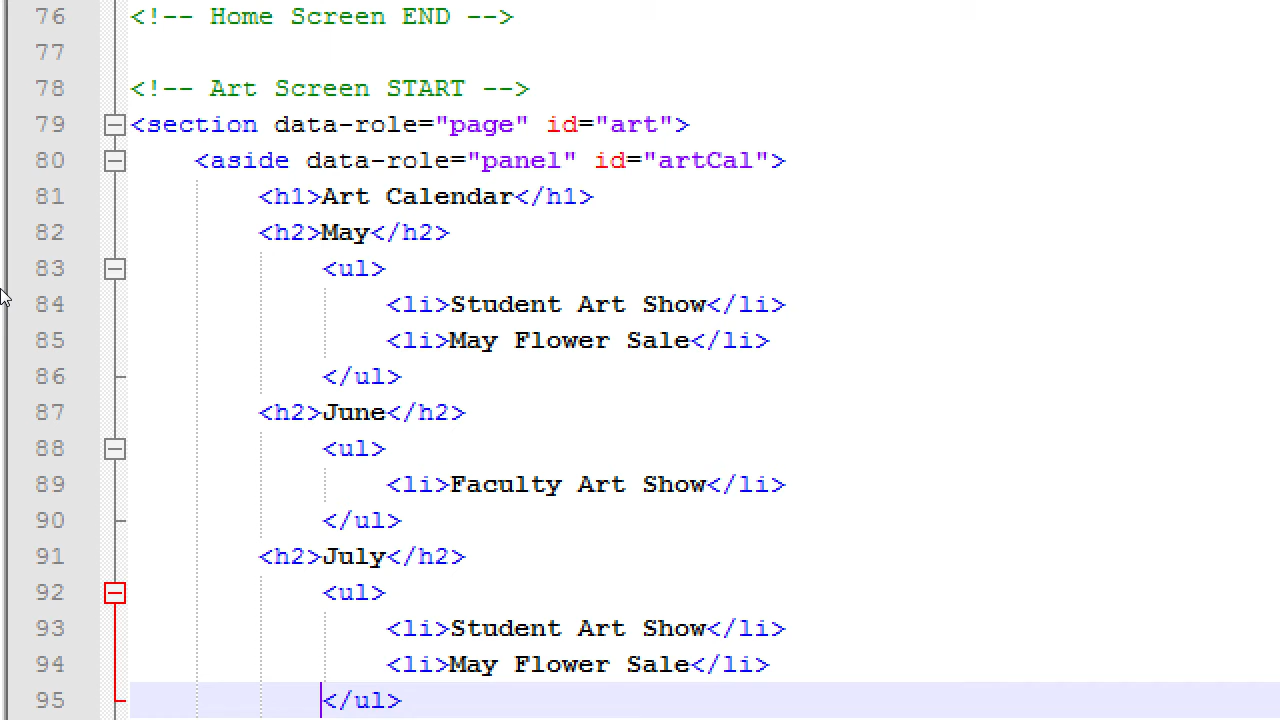 76 <!-- Home Screen END -->
77
78 <!-- Art Screen START -->
79 <section data-role="page" id="art">
80 <aside data-role="panel" id="artCal">
81 <h1>Art Calendar</h1>
82 <h2>May</h2>
83 <ul>
84 <li>Student Art Show</li>
85 <li>May Flower Sale</li>
86 </ul>
87 <h2>June</h2>
88 <ul>
89 <li>Faculty Art Show</li>
90 </ul>
91 <h2>July</h2>
92 <ul>
93 <li>Student Art Show</li>
94 <li>May Flower Sale</li>
95 </ul>